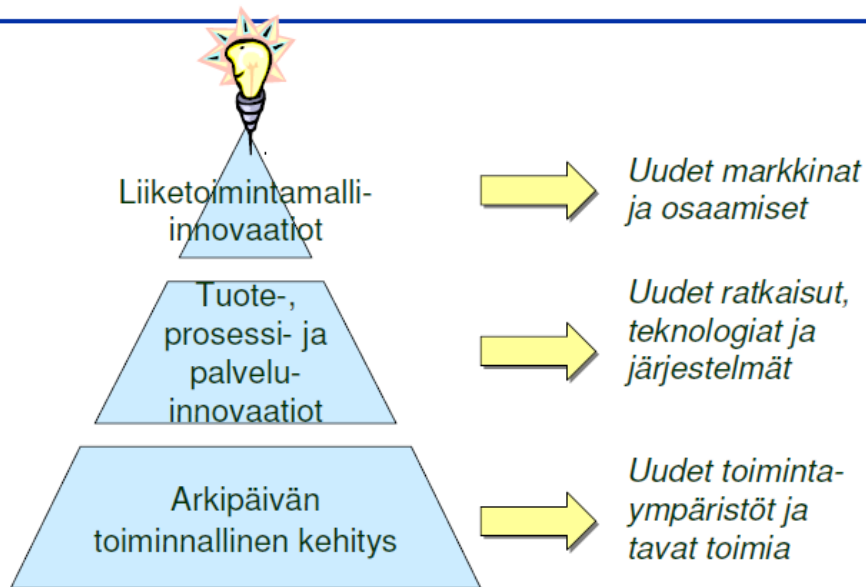 Liiketoimintamalli-
innovaatiot
Uudet markkinat
ja osaamiset
Tuote-,
prosessi- ja
palvelu-
innovaatiot
Uudet ratkaisut,
teknologiat ja
järjestelmät
Arkipäivän
toiminnallinen kehitys
Uudet toiminta-
ympäristöt ja
tavat toimia